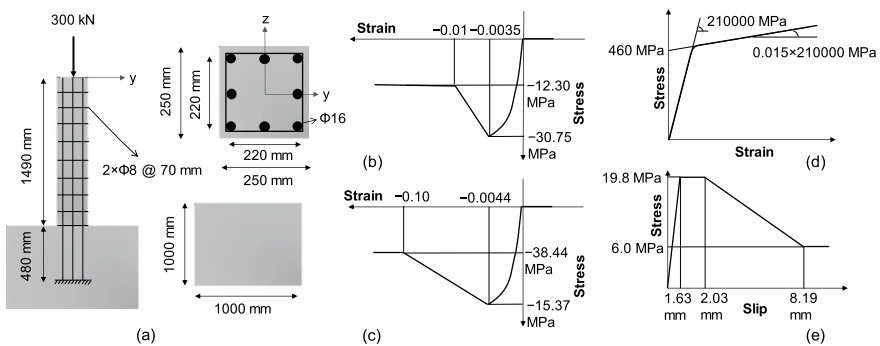 300 kN
y
1490 mm
2×Φ8 @ 70 mm
480 mm
(a)
z
y
250 mm
220 mm
Φ16
220 mm
250 mm
1000 mm
1000 mm
Strain
−0.01
−0.0035
−12.30
MPa
−30.75
MPa
Stress
(b)
Strain
−0.10
−0.0044
−38.44
MPa
−15.37
MPa
Stress
(c)
210000 MPa
460 MPa
0.015×210000 MPa
Stress
Strain
(d)
19.8 MPa
6.0 MPa
Stress
1.63
mm
2.03
mm
8.19
mm
Slip
(e)